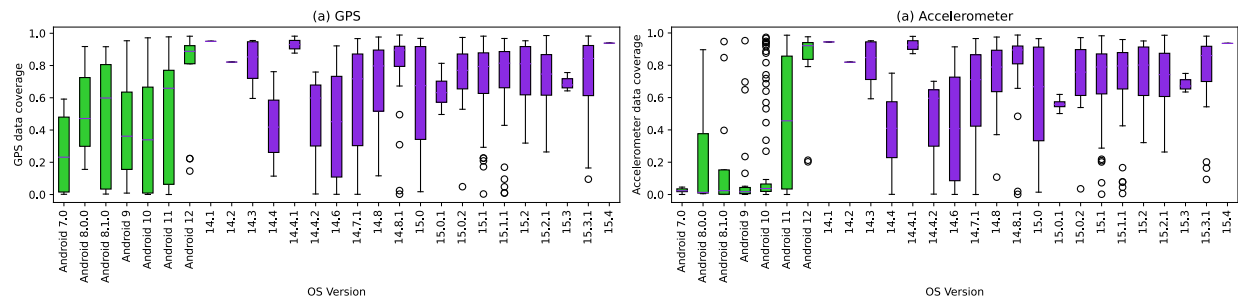 (a) GPS
GPS data coverage
1.0
0.8
0.6
0.4
0.2
0.0
Android 7.0
Android 8.0.0
Android 8.1.0
Android 9
Android 10
Android 11
Android 12
14.1
14.2
14.3
14.4
14.4.1
14.4.2
14.6
14.7.1
14.8
14.8.1
15.0
15.0.1
15.0.2
15.1
15.1.1
15.2
15.2.1
15.3
15.3.1
15.4
OS Version
(a) Accelerometer
Accelerometer data coverage
1.0
0.8
0.6
0.4
0.2
0.0
Android 7.0
Android 8.0.0
Android 8.1.0
Android 9
Android 10
Android 11
Android 12
14.1
14.2
14.3
14.4
14.4.1
14.4.2
14.6
14.7.1
14.8
14.8.1
15.0
15.0.1
15.0.2
15.1
15.1.1
15.2
15.2.1
15.3
15.3.1
15.4
OS Version